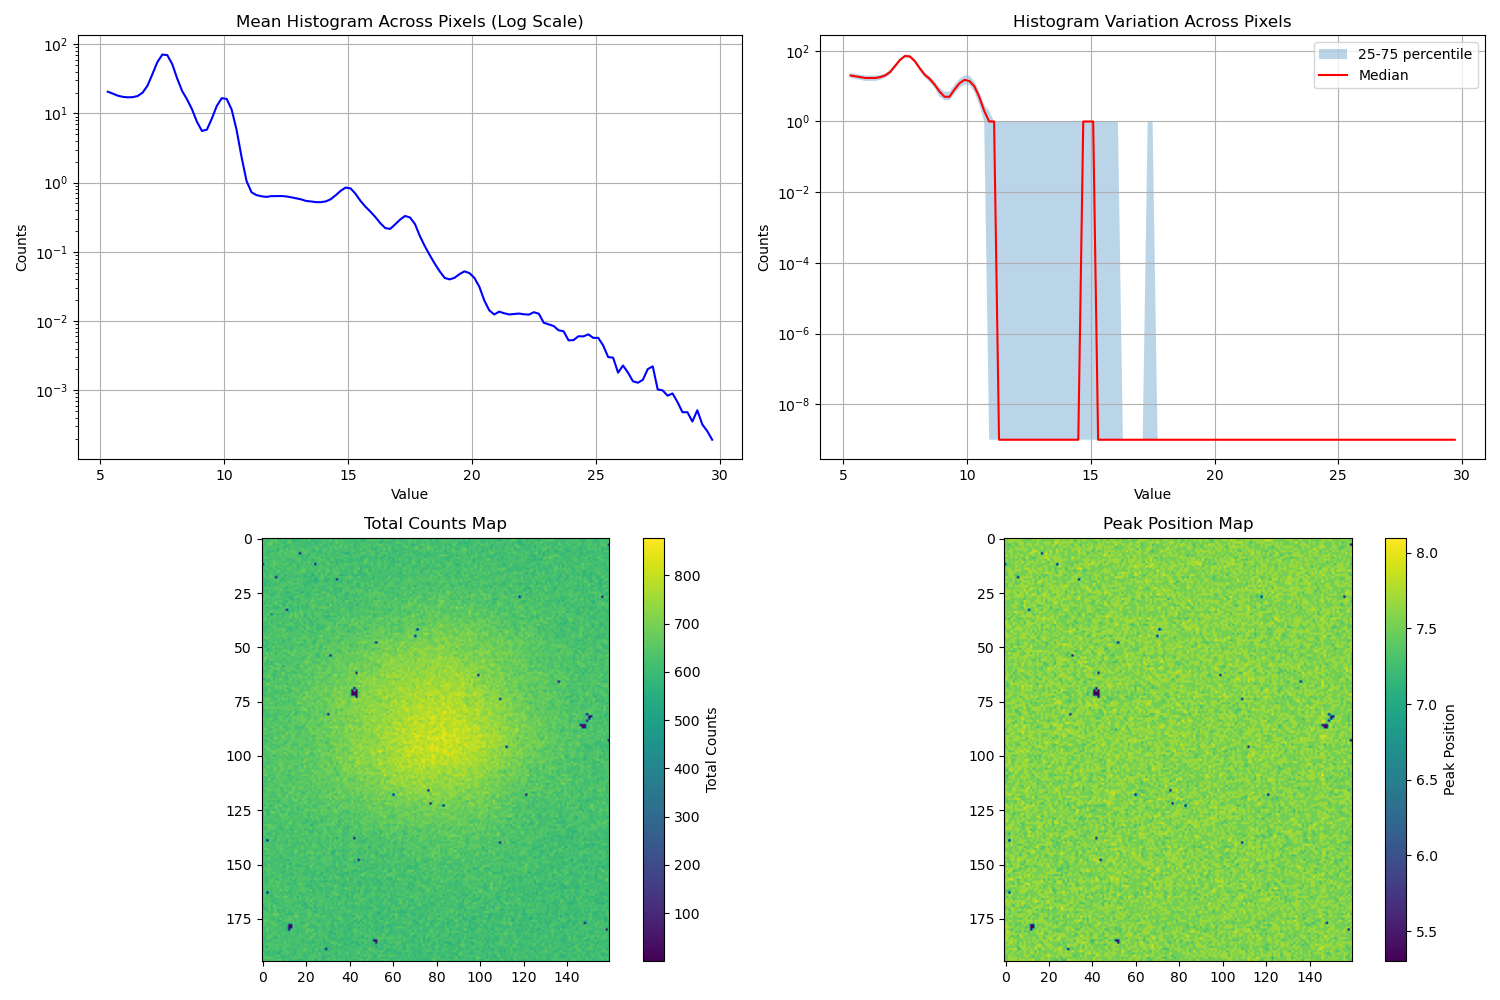 Mean Histogram Across Pixels (Log Scale)
Counts
10²
10¹
10⁰
10⁻¹
10⁻²
10⁻³
5 10 15 20 25 30
Value
Histogram Variation Across Pixels
25-75 percentile
Median
Counts
10²
10⁰
10⁻²
10⁻⁴
10⁻⁶
10⁻⁸
5 10 15 20 25 30
Value
Total Counts Map
0
25
50
75
100
125
150
175
0 20 40 60 80 100 120 140
800
700
600
500
400
300
200
100
Total Counts
Peak Position Map
0
25
50
75
100
125
150
175
0 20 40 60 80 100 120 140
8.0
7.5
7.0
6.5
6.0
5.5
Peak Position